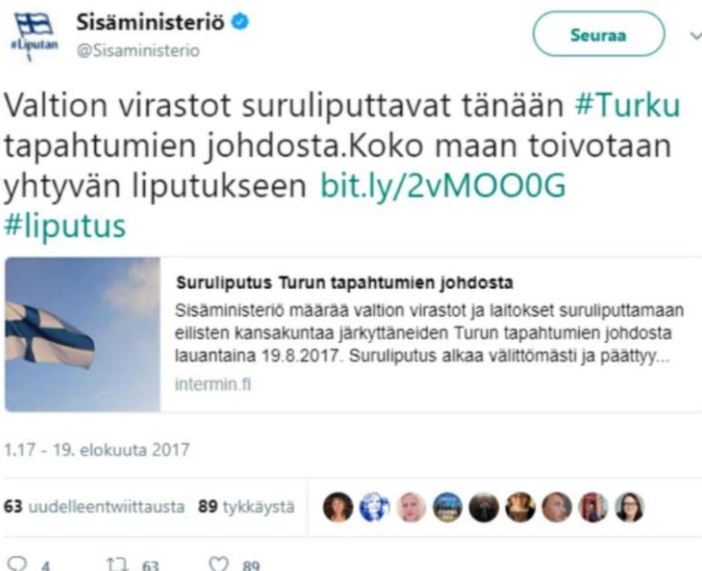 Sisäministeriö
#Liputan
@Sisaministerio
Seuraa
Valtion virastot suruliputtavat tänään #Turku
tapahtumien johdosta.Koko maan toivotaan
yhtyvän liputukseen bit.ly/2vMOO0G
#liputus
Suruliputus Turun tapahtumien johdosta
Sisäministeriö määrää valtion virastot ja laitokset suruliputtamaan
eilisten kansakuntaa järkyttäneiden Turun tapahtumien johdosta
lauantaina 19.8.2017. Suruliputus alkaa välittömästi ja päättyy...
intermin.fi
1.17 - 19. elokuuta 2017
63 uudelleentwiittausta 89 tykkäystä
4 63 89